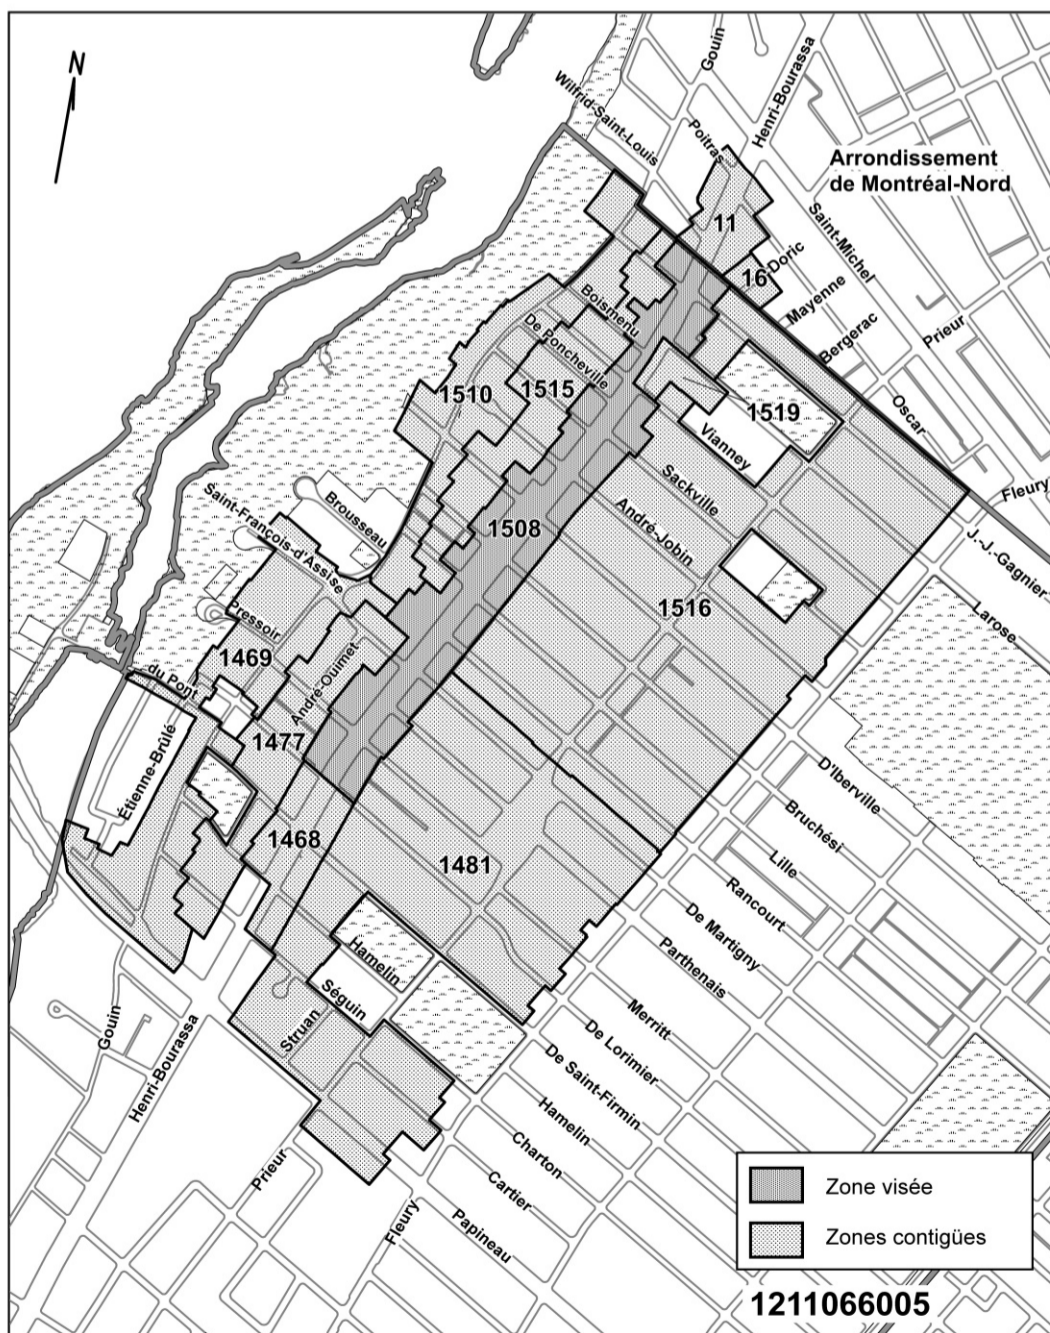 N
Gouin
Henri-Bourassa
Wilfrid-Saint-Louis
Poitras
Arrondissement
de Montréal-Nord
11
Saint-Michel
16
Doric
Mayenne
Bergerac
Prieur
Boismenu
De Poncheville
1510
1515
1519
Oscar
Vianney
Sackville
Fleury
André-Jobin
J.-J.-Gagnier
Larose
Saint-François-d'Assise
Brousseau
1508
1516
Pressoir
1469
André-Ouimet
du Pont
1477
Étienne-Brûlé
1468
1481
D'Iberville
Bruchési
Lille
Rancourt
De Martigny
Parthenais
Merritt
De Lorimier
De Saint-Firmin
Hamelin
Charton
Cartier
Papineau
Hamelin
Séguin
Struan
Gouin
Henri-Bourassa
Prieur
Fleury
Zone visée
Zones contigües
1211066005